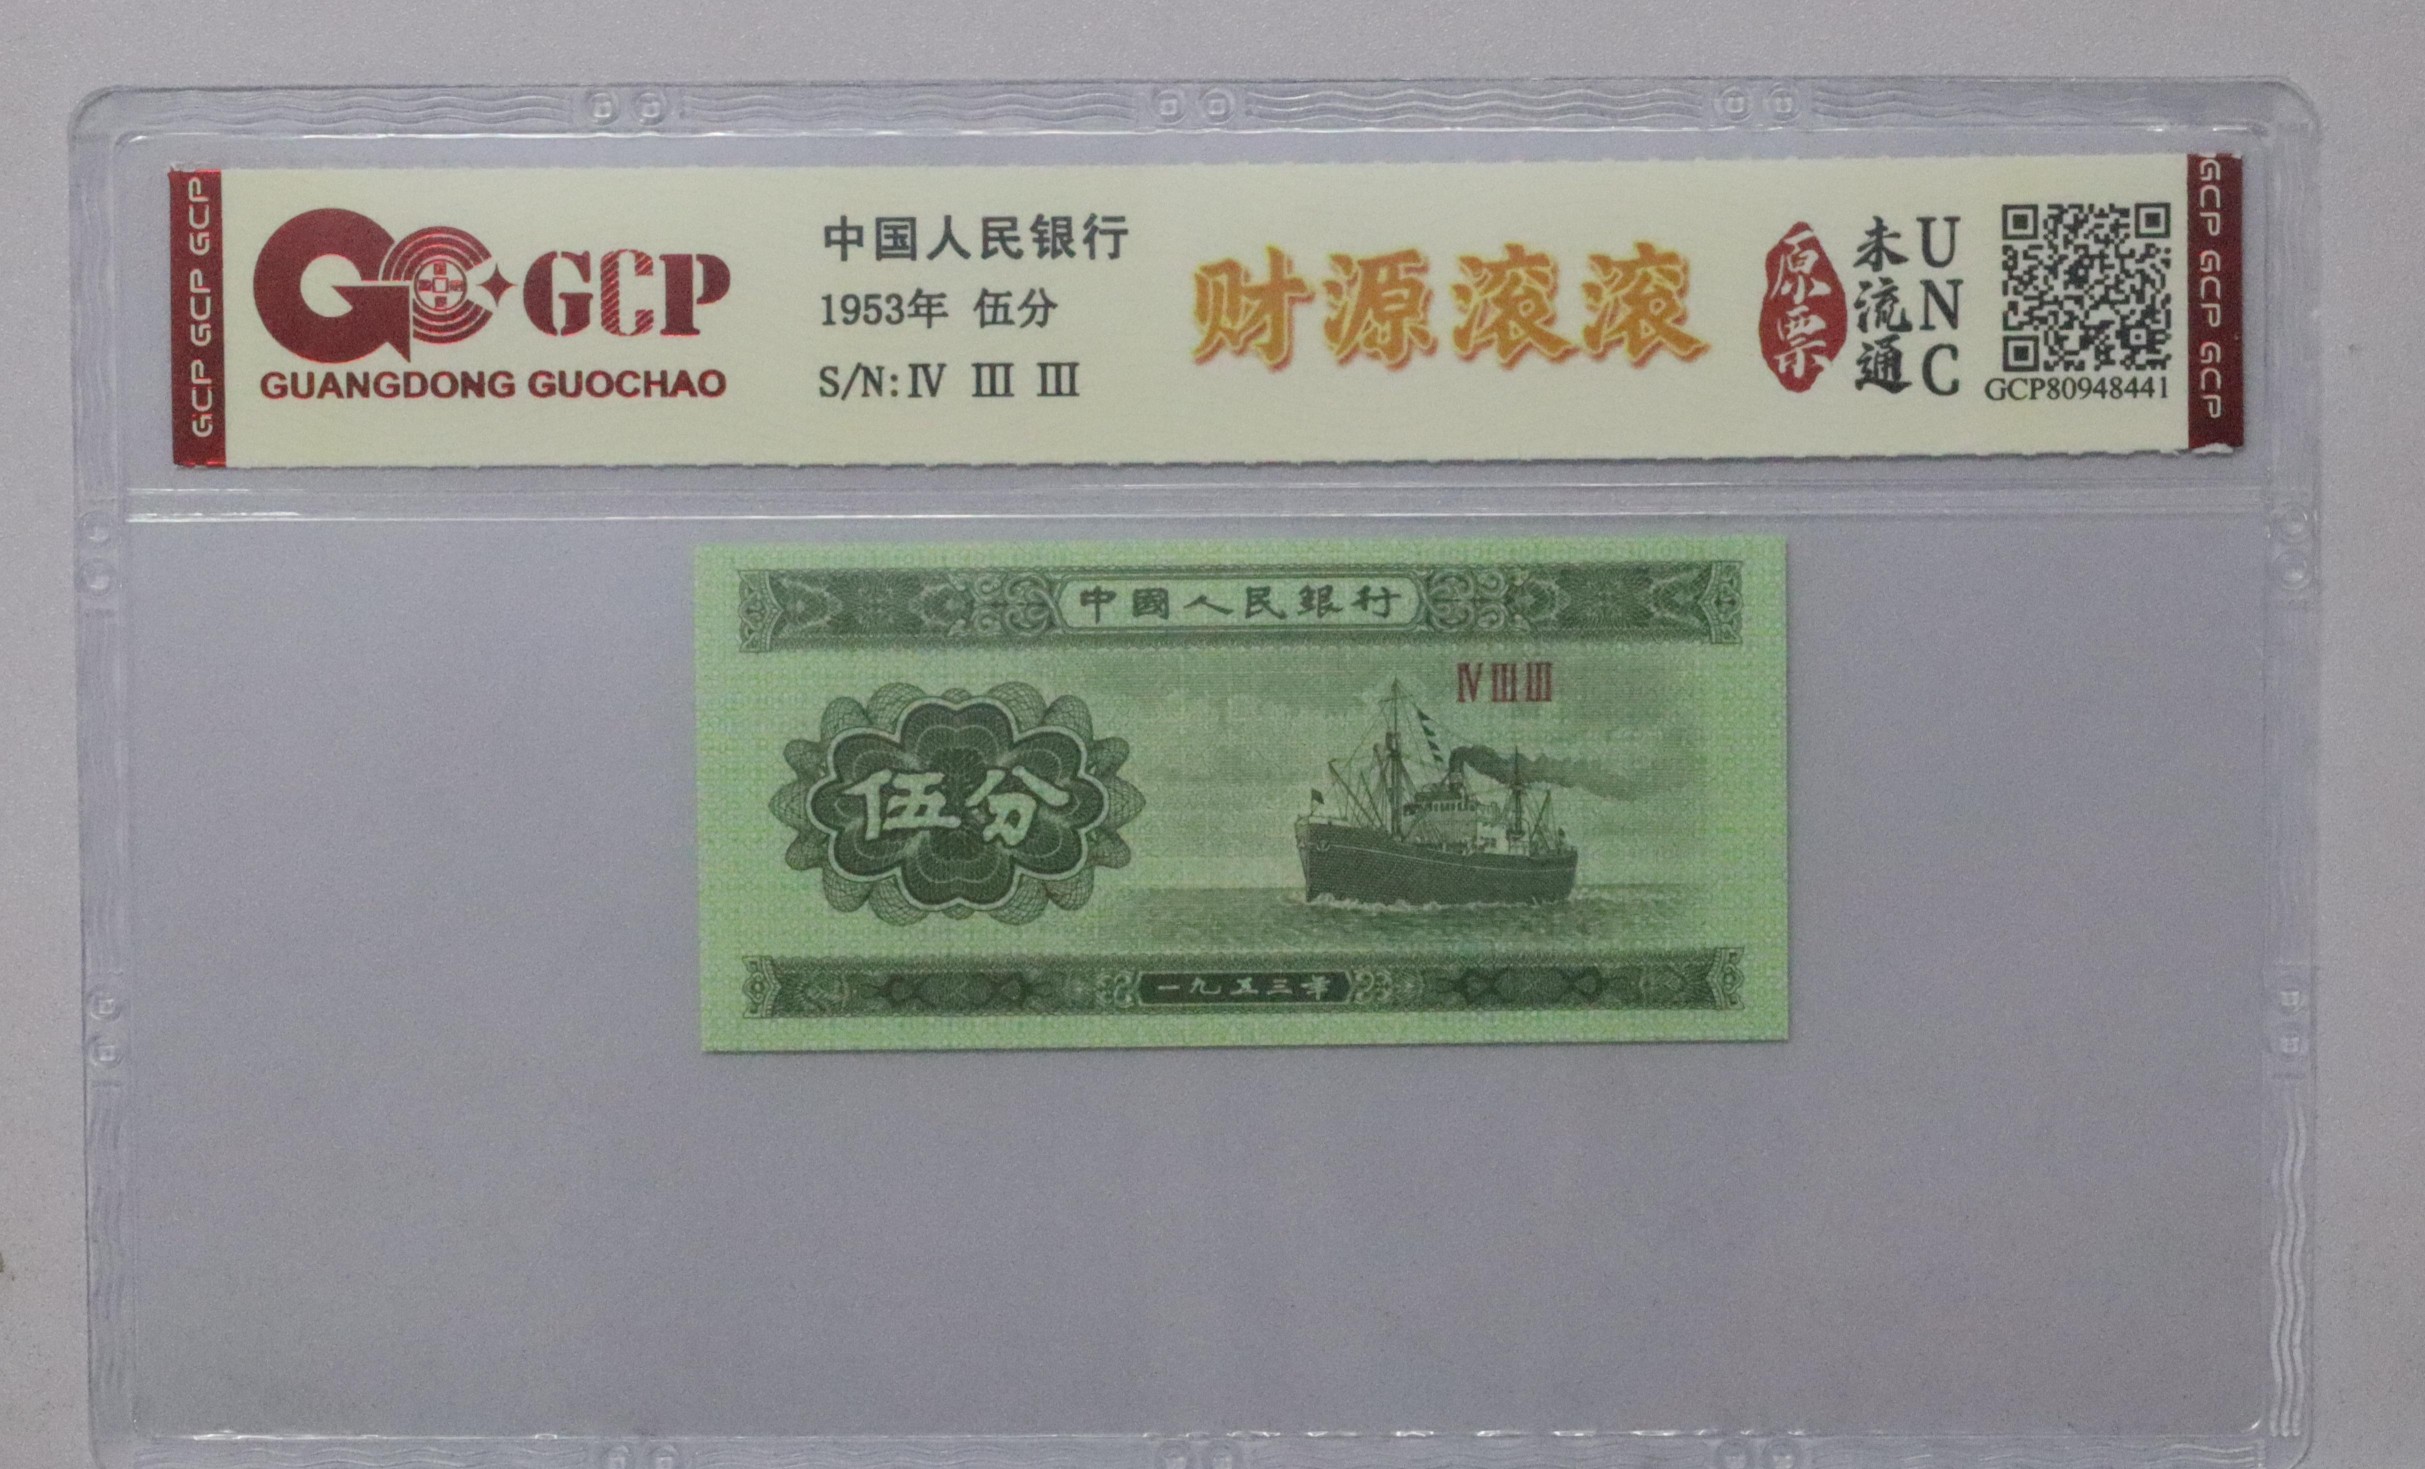 GCP GCP GCP
GCP
GUANGDONG GUOCHAO
中国人民银行
1953年 伍分
S/N: Ⅳ Ⅲ Ⅲ
财源滚滚
原票
未流通
UNC
GCP80948441
GCP GCP GCP
中國人民銀行
Ⅳ Ⅲ Ⅲ
伍分
一九五三年